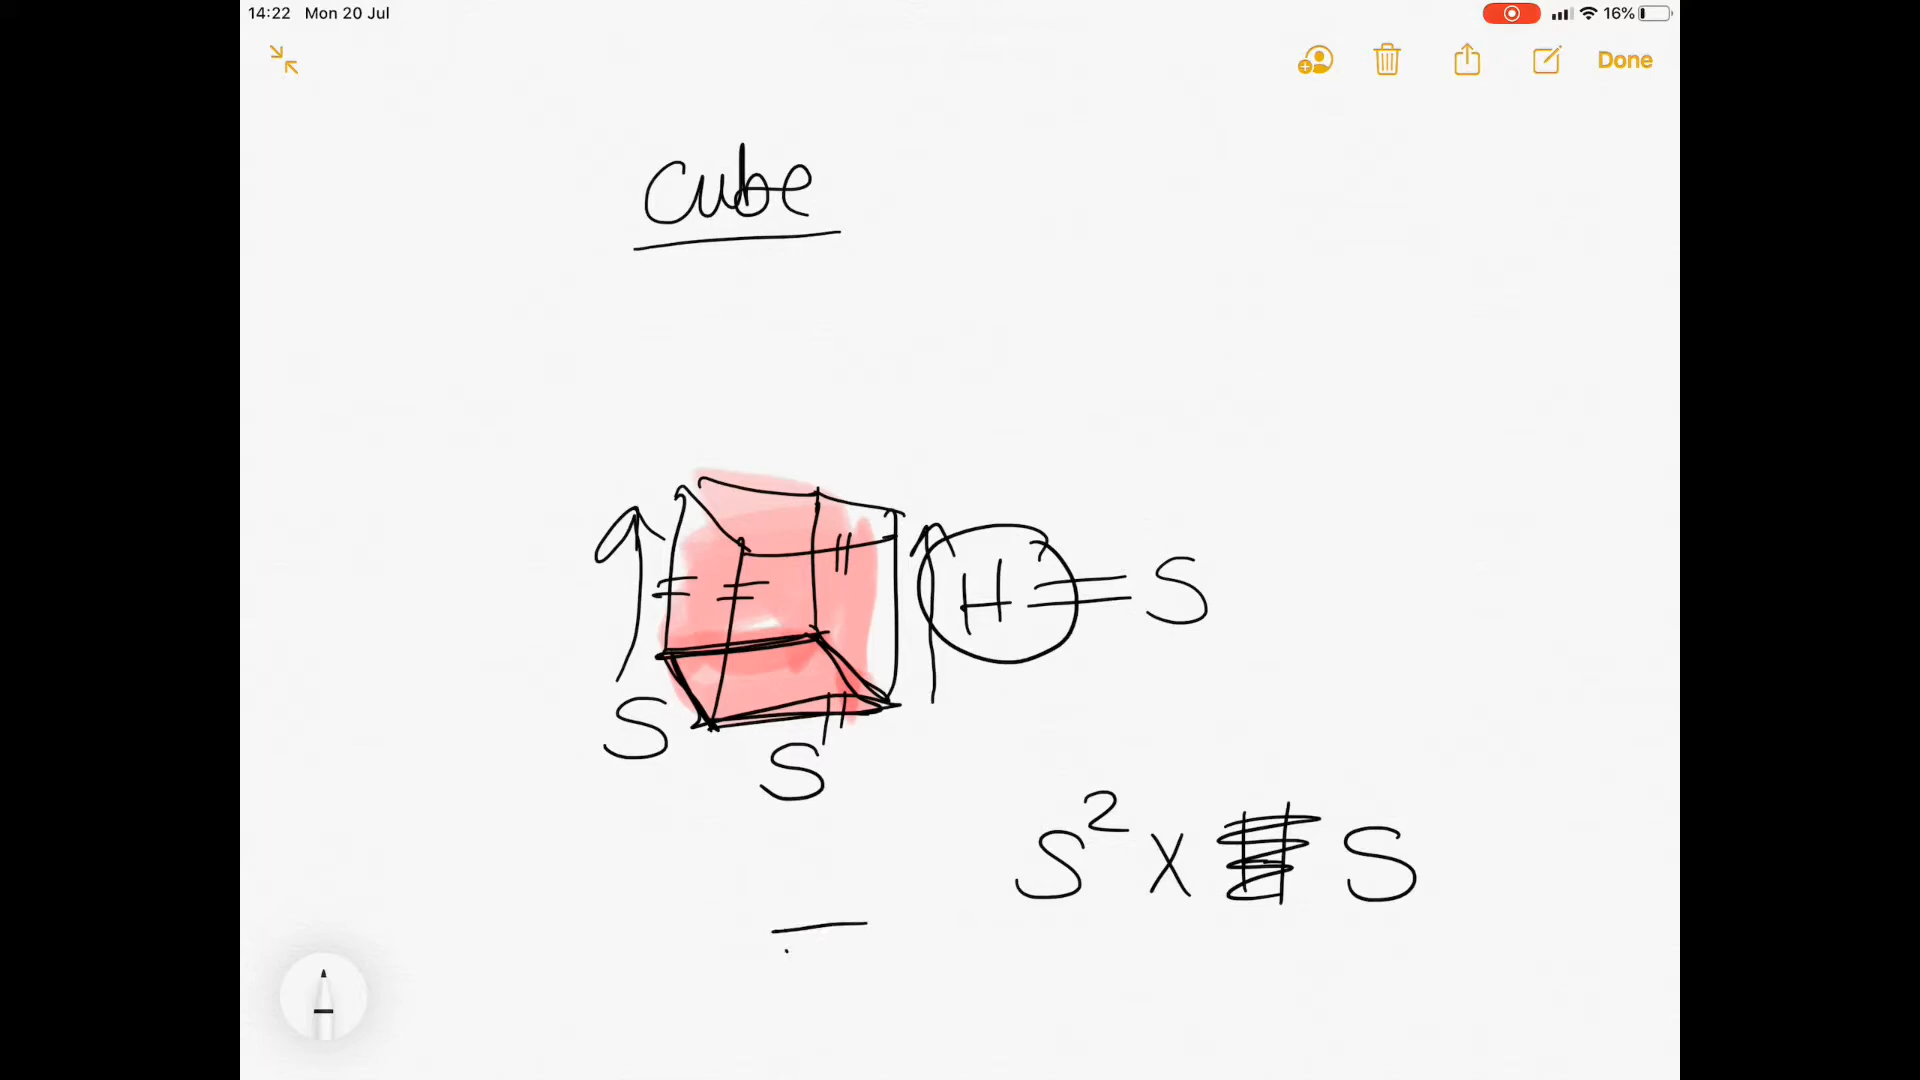 14:22 Mon 20 Jul 16%
Done
Cube
H = S
S
S
S² X S